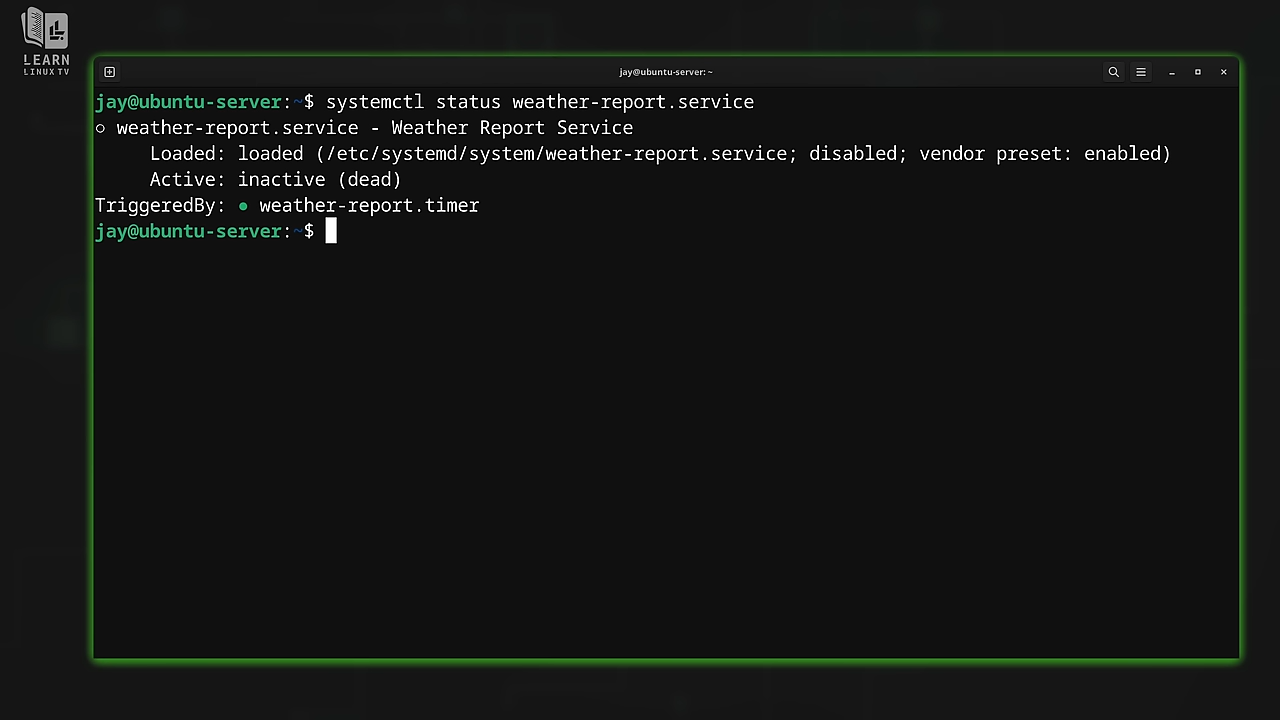 LEARN
LINUX TV
jay@ubuntu-server: ~
jay@ubuntu-server:~$ systemctl status weather-report.service
○ weather-report.service - Weather Report Service
Loaded: loaded (/etc/systemd/system/weather-report.service; disabled; vendor preset: enabled)
Active: inactive (dead)
TriggeredBy: ● weather-report.timer
jay@ubuntu-server:~$